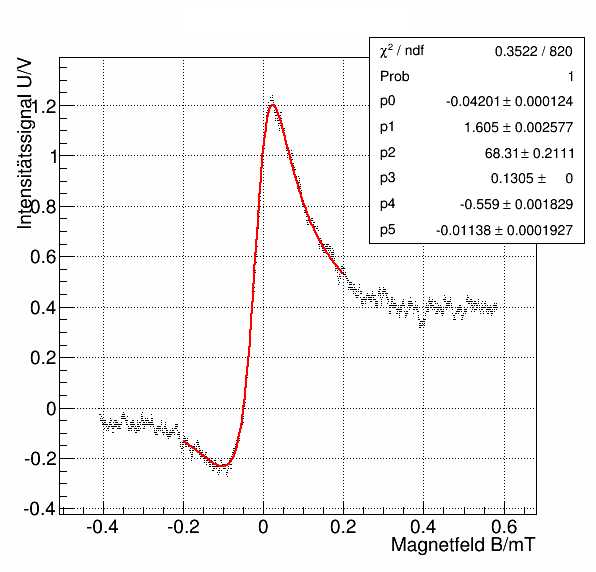 χ² / ndf 0.3522 / 820
Prob 1
p0 -0.04201 ± 0.000124
p1 1.605 ± 0.002577
p2 68.31 ± 0.2111
p3 0.1305 ± 0
p4 -0.559 ± 0.001829
p5 -0.01138 ± 0.0001927
Intensitätssignal U/V
1.2
1
0.8
0.6
0.4
0.2
0
-0.2
-0.4
-0.4 -0.2 0 0.2 0.4 0.6
Magnetfeld B/mT